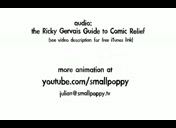 audio:
the Ricky Gervais Guide to Comic Relief
(see video description for free iTunes link)
more animation at
youtube.com/smallpoppy
julian@smallpoppy.tv